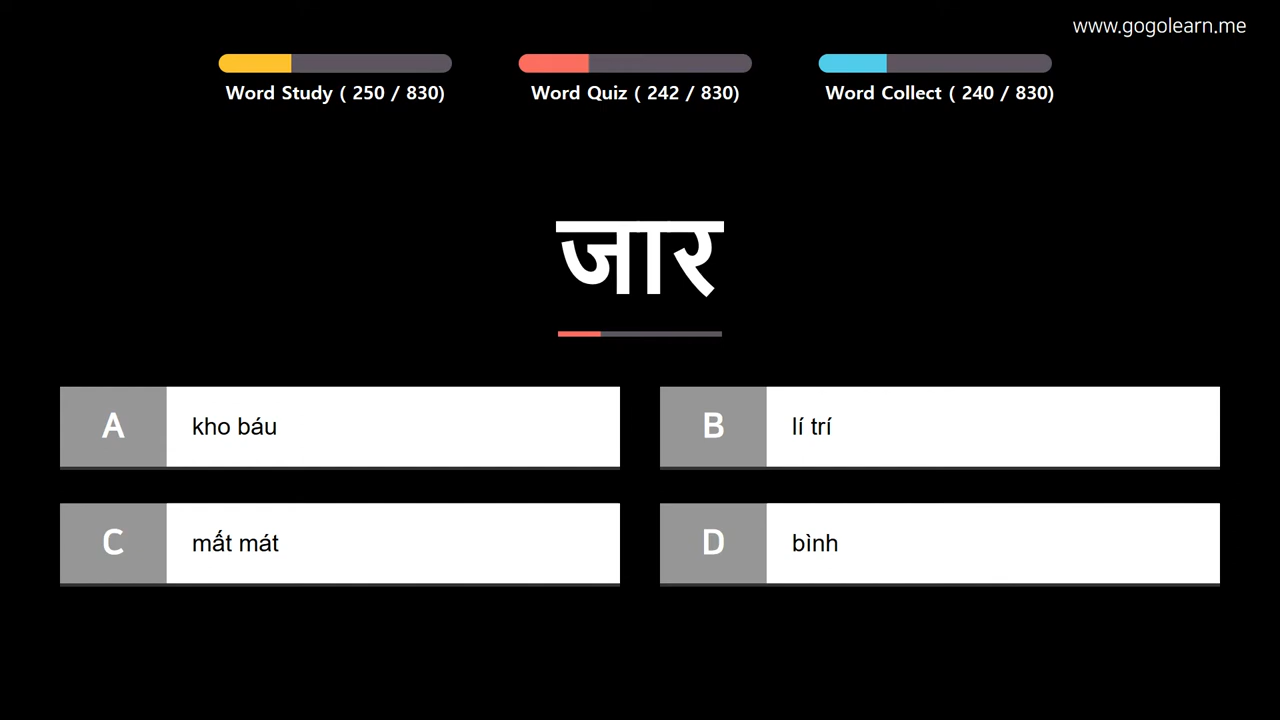 www.gogolearn.me
Word Study ( 250 / 830)
Word Quiz ( 242 / 830)
Word Collect ( 240 / 830)
जार
A kho báu
B lí trí
C mất mát
D bình